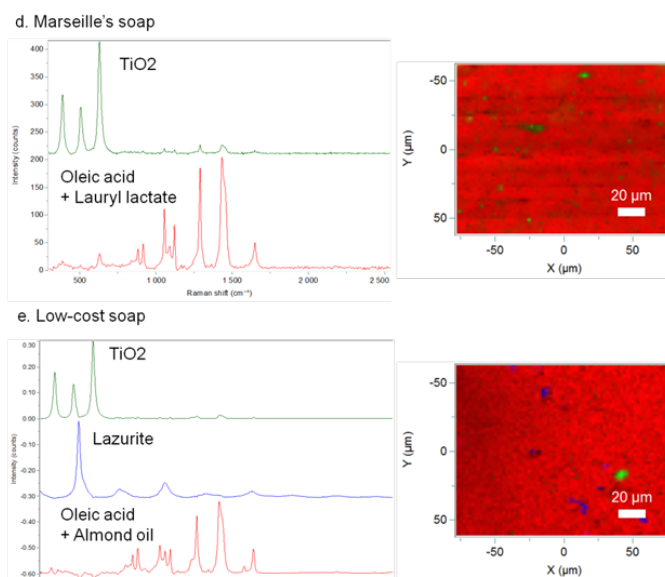 d. Marseille's soap
TiO2
Oleic acid
+ Lauryl lactate
Intensity (counts)
400
350
300
250
200
150
100
50
0
500
1 000
1 500
2 000
2 500
Raman shift (cm⁻¹)
Y (µm)
-50
0
50
-50
0
50
X (µm)
20 µm
e. Low-cost soap
TiO2
Lazurite
Oleic acid
+ Almond oil
Intensity (counts)
0.30
0.20
0.10
0.00
-0.10
-0.20
-0.30
-0.40
-0.50
-0.60
Y (µm)
-50
0
50
-50
0
50
X (µm)
20 µm